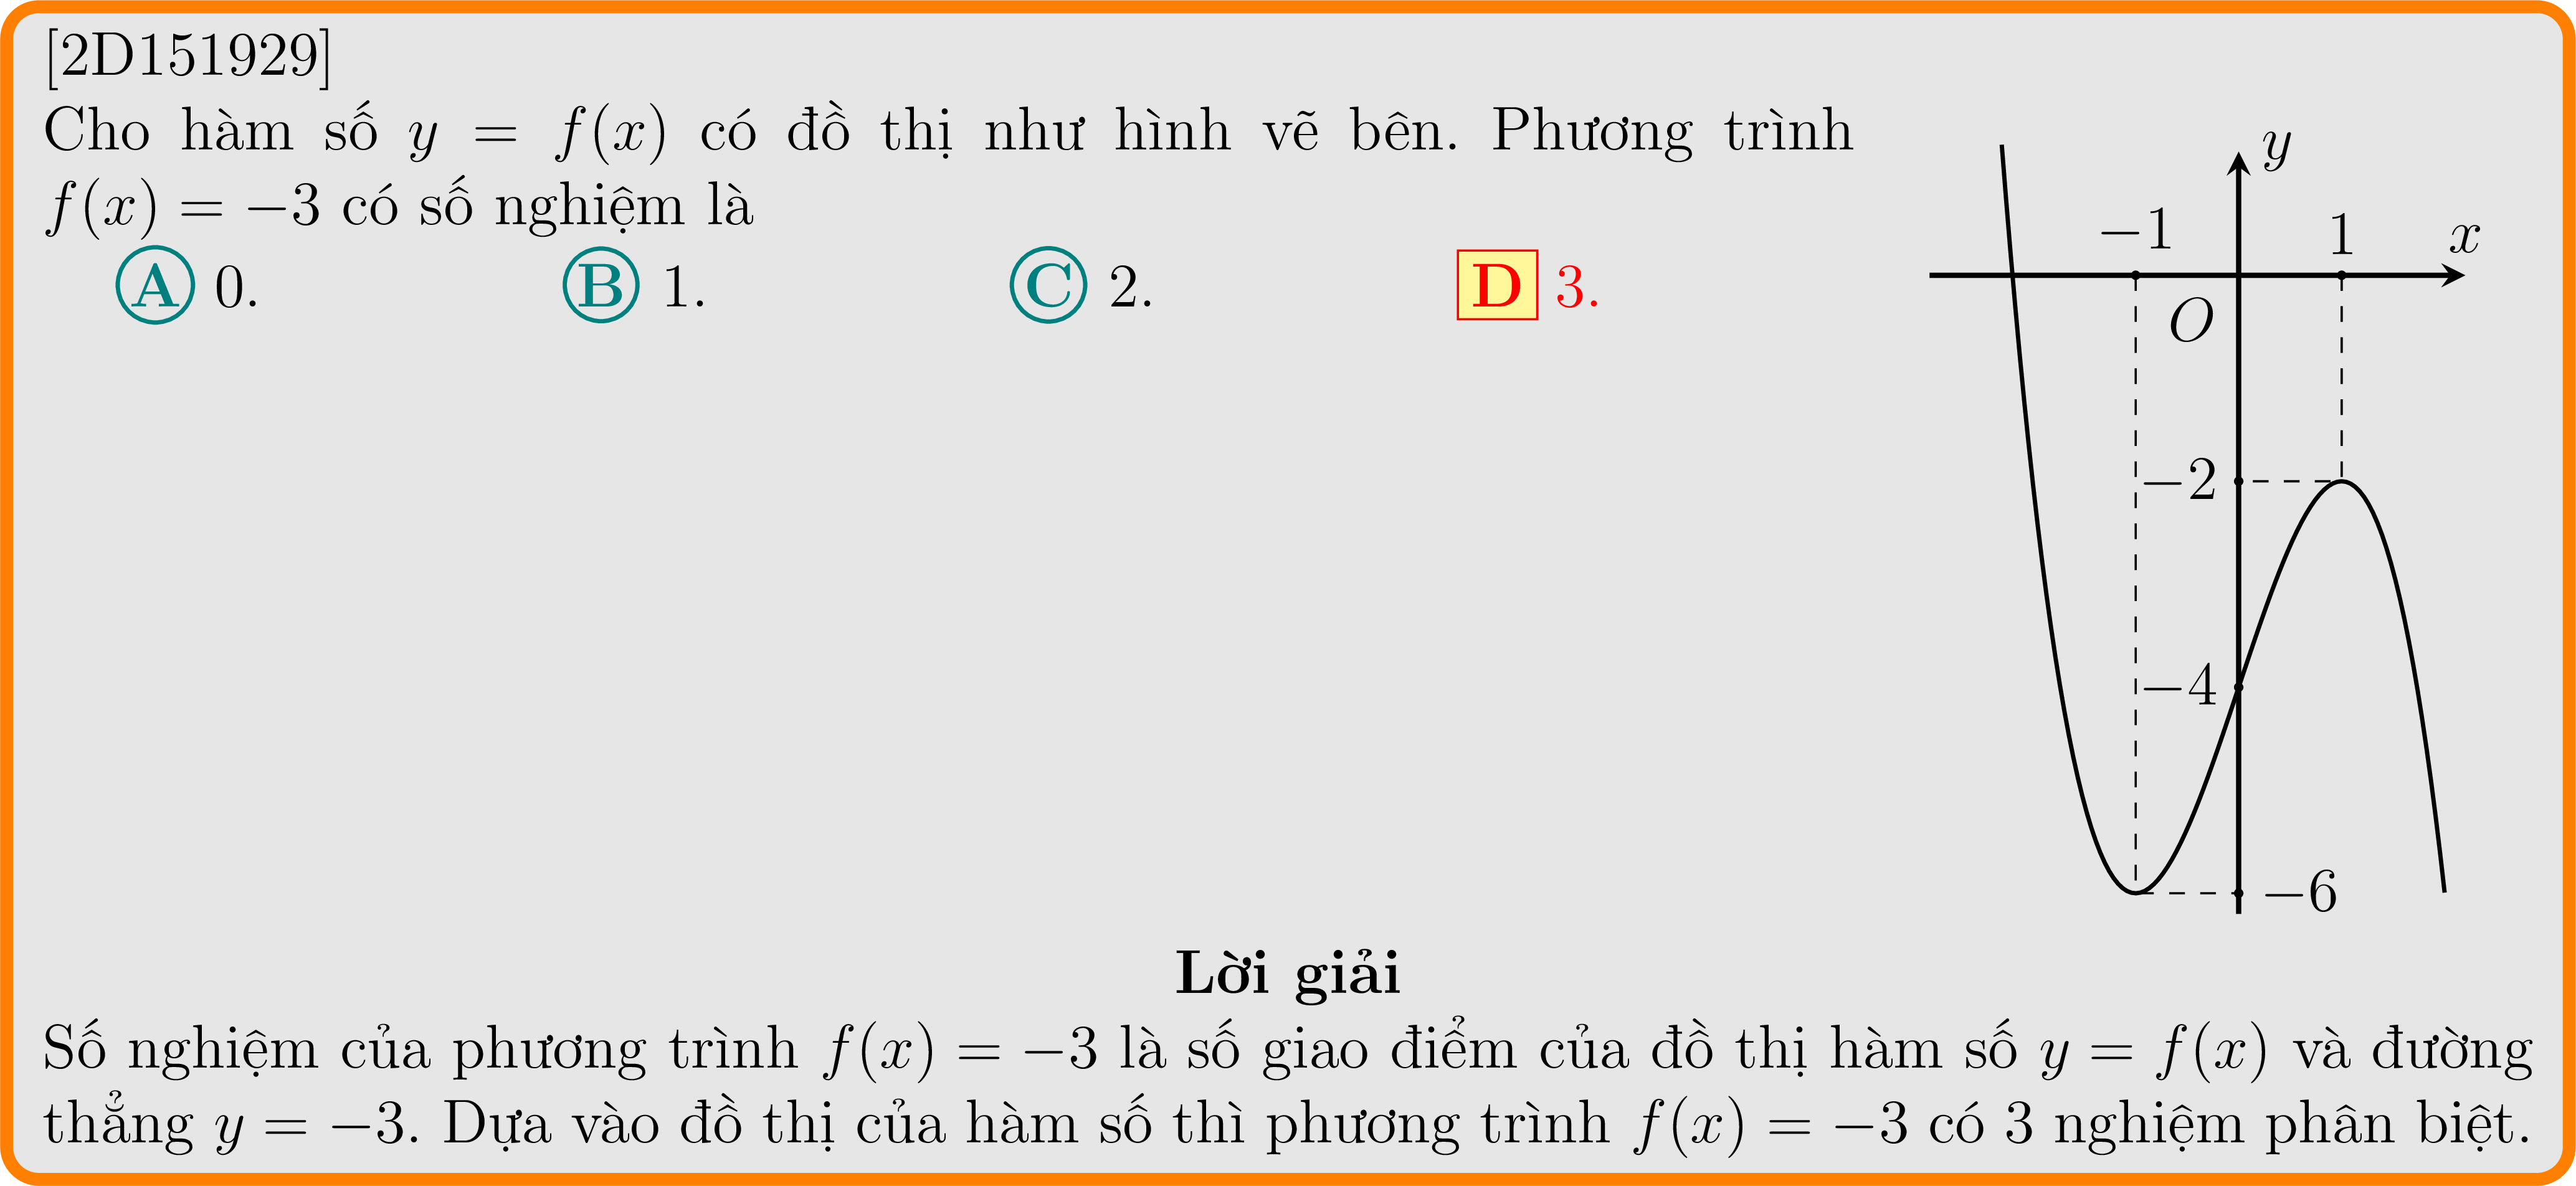 [2D151929]
Cho hàm số y = f(x) có đồ thị như hình vẽ bên. Phương trình
f(x) = −3 có số nghiệm là
A 0. B 1. C 2. D 3.
y
−1 1 x
O
−2
−4
−6
Lời giải
Số nghiệm của phương trình f(x) = −3 là số giao điểm của đồ thị hàm số y = f(x) và đường
thẳng y = −3. Dựa vào đồ thị của hàm số thì phương trình f(x) = −3 có 3 nghiệm phân biệt.